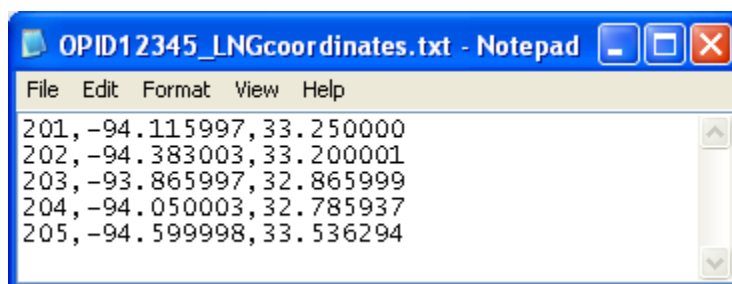 OPID12345_LNGcoordinates.txt - Notepad
File Edit Format View Help
201,-94.115997,33.250000
202,-94.383003,33.200001
203,-93.865997,32.865999
204,-94.050003,32.785937
205,-94.599998,33.536294